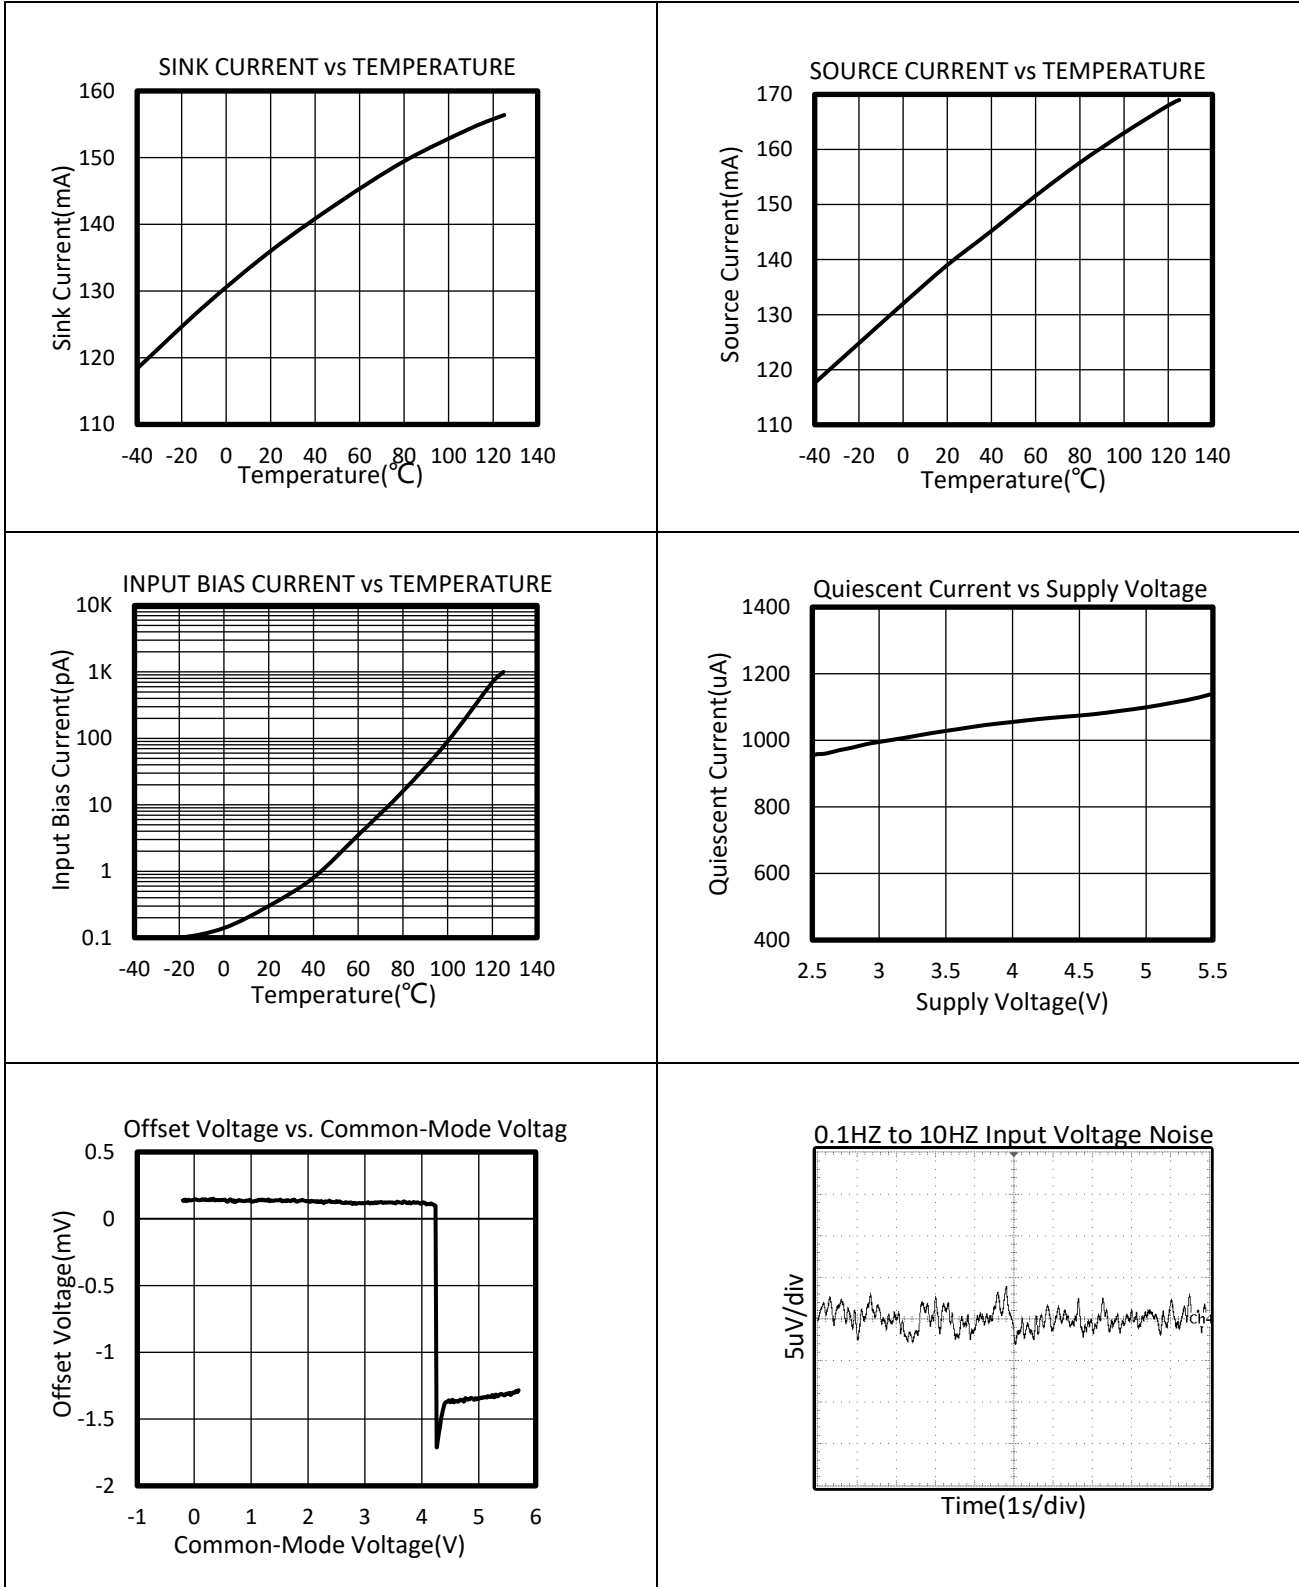 SINK CURRENT vs TEMPERATURE
160
150
140
130
120
110
Sink Current(mA)
-40 -20 0 20 40 60 80 100 120 140
Temperature(℃)
SOURCE CURRENT vs TEMPERATURE
170
160
150
140
130
120
110
Source Current(mA)
-40 -20 0 20 40 60 80 100 120 140
Temperature(℃)
INPUT BIAS CURRENT vs TEMPERATURE
10K
1K
100
10
1
0.1
Input Bias Current(pA)
-40 -20 0 20 40 60 80 100 120 140
Temperature(℃)
Quiescent Current vs Supply Voltage
1400
1200
1000
800
600
400
Quiescent Current(uA)
2.5 3 3.5 4 4.5 5 5.5
Supply Voltage(V)
Offset Voltage vs. Common-Mode Voltag
0.5
0
-0.5
-1
-1.5
-2
Offset Voltage(mV)
-1 0 1 2 3 4 5 6
Common-Mode Voltage(V)
0.1HZ to 10HZ Input Voltage Noise
5uV/div
Time(1s/div)